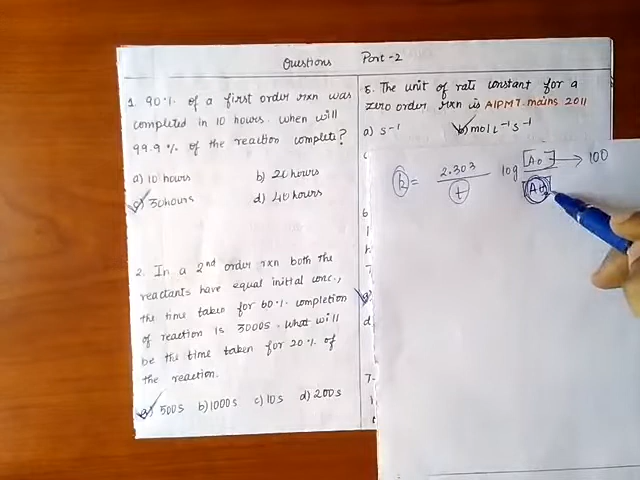 Questions Part-2
1. 90% of a first order rxn was
completed in 10 hours. When will
99.9% of the reaction complete?
a) 10 hours b) 20 hours
c) 30 hours d) 40 hours
2. In a 2nd order rxn both the
reactants have equal initial conc.,
the time taken for 60% completion
of reaction is 3000s. What will
be the time taken for 20% of
the reaction.
a) 500s b) 1000s c) 10s d) 200s
5. The unit of rate constant for a
zero order rxn is AIPMT. mains 2011
a) s⁻¹ b) mol L⁻¹ s⁻¹
6
7
d
7.
k = 2.303 / t log [A0] / [At] → 100